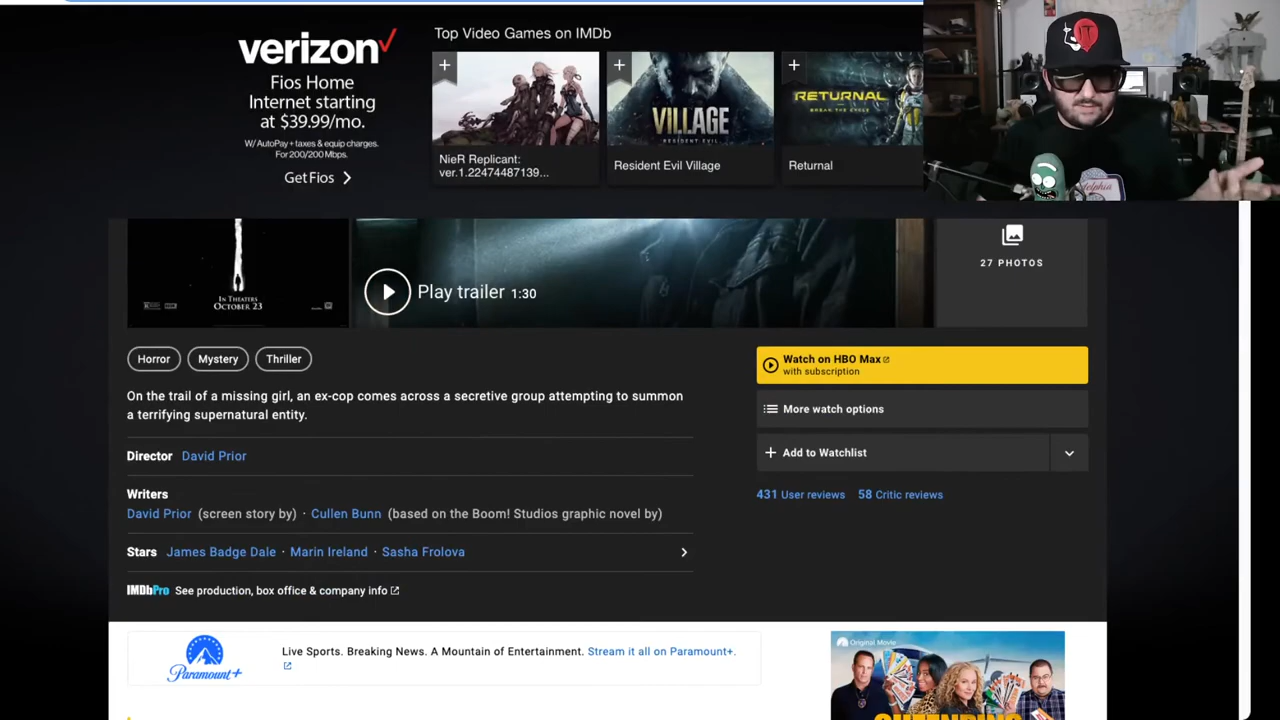 verizon
Fios Home
Internet starting
at $39.99/mo.
W/ AutoPay + taxes & equip charges.
For 200/200 Mbps.
Get Fios
Top Video Games on IMDb
VILLAGE
RESIDENT EVIL
RETURNAL
NieR Replicant:
ver.1.22474487139...
Resident Evil Village
Returnal
delphia
IN THEATERS
OCTOBER 23
Play trailer 1:30
27 PHOTOS
Horror
Mystery
Thriller
On the trail of a missing girl, an ex-cop comes across a secretive group attempting to summon
a terrifying supernatural entity.
Director David Prior
Writers
David Prior (screen story by) · Cullen Bunn (based on the Boom! Studios graphic novel by)
Stars James Badge Dale · Marin Ireland · Sasha Frolova
IMDbPro See production, box office & company info
Watch on HBO Max
with subscription
More watch options
Add to Watchlist
431 User reviews 58 Critic reviews
Paramount+
Live Sports. Breaking News. A Mountain of Entertainment. Stream it all on Paramount+.
Original Movie